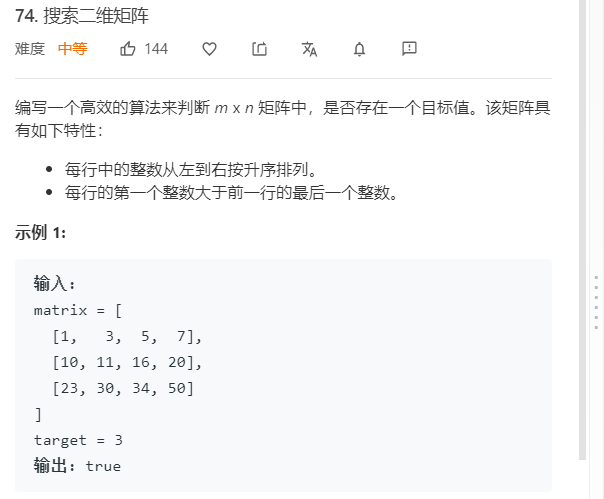 74. 搜索二维矩阵
难度 中等 144
编写一个高效的算法来判断 m x n 矩阵中，是否存在一个目标值。该矩阵具
有如下特性：
每行中的整数从左到右按升序排列。
每行的第一个整数大于前一行的最后一个整数。
示例 1:
输入:
matrix = [
[1, 3, 5, 7],
[10, 11, 16, 20],
[23, 30, 34, 50]
]
target = 3
输出: true